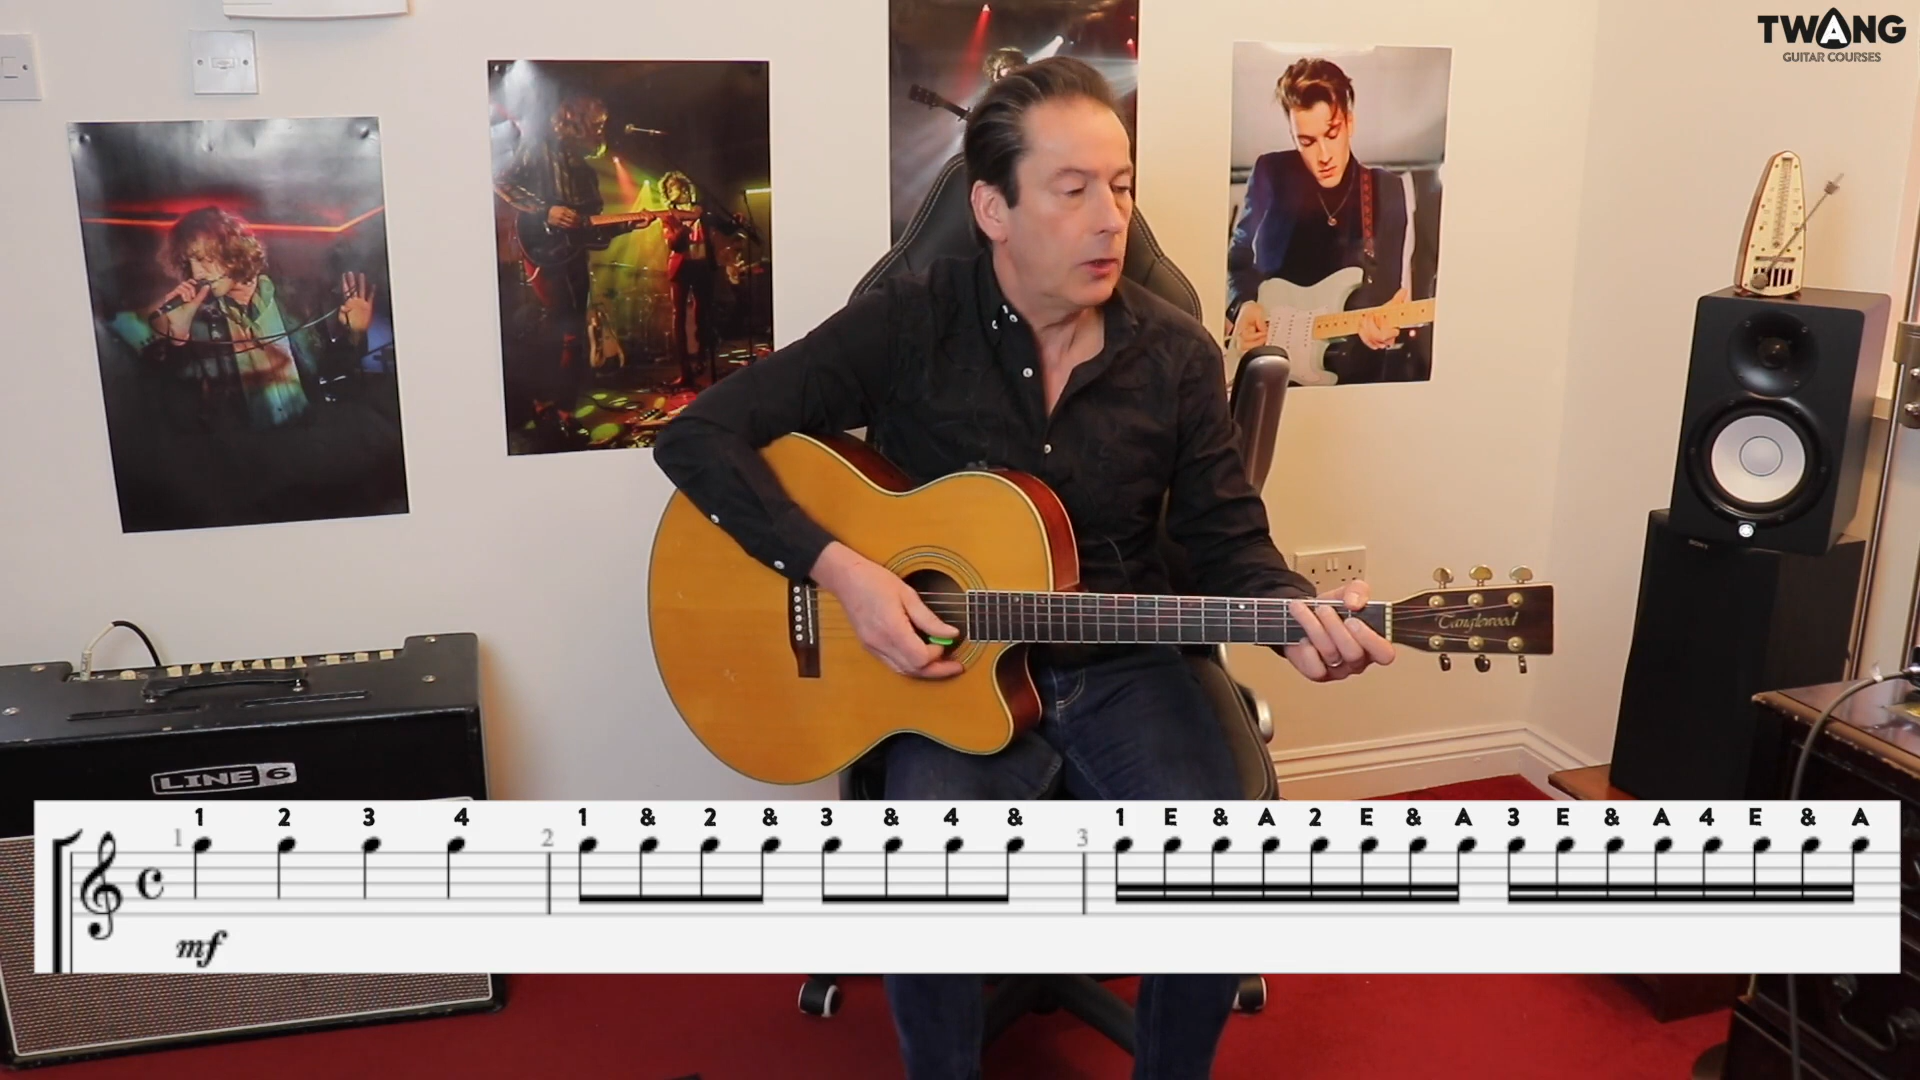 TWANG
GUITAR COURSES
Tanglewood
LINE 6
1 2 3 4 1 & 2 & 3 & 4 & 1 E & A 2 E & A 3 E & A 4 E & A
1 2 3
mf